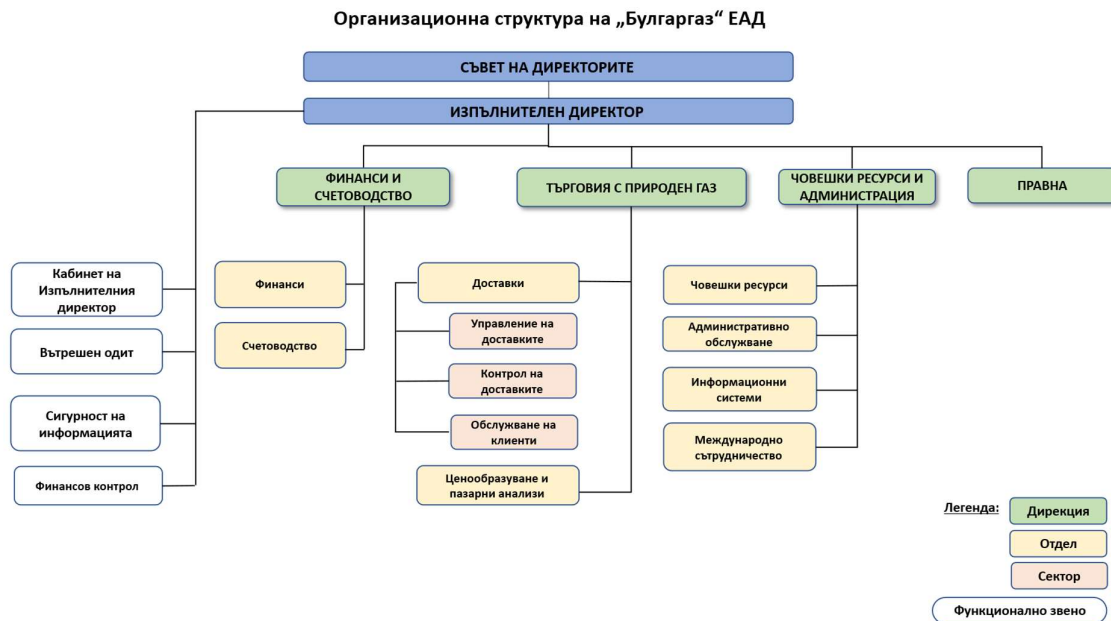 Организационна структура на „Булгаргаз“ ЕАД
СЪВЕТ НА ДИРЕКТОРИТЕ
ИЗПЪЛНИТЕЛЕН ДИРЕКТОР
ФИНАНСИ И
СЧЕТОВОДСТВО
ТЪРГОВИЯ С ПРИРОДЕН ГАЗ
ЧОВЕШКИ РЕСУРСИ И
АДМИНИСТРАЦИЯ
ПРАВНА
Кабинет на
Изпълнителния
директор
Вътрешен одит
Сигурност на
информацията
Финансов контрол
Финанси
Счетоводство
Доставки
Управление на
доставките
Контрол на
доставките
Обслужване на
клиенти
Ценообразуване и
пазарни анализи
Човешки ресурси
Административно
обслужване
Информационни
системи
Международно
сътрудничество
Легенда:
Дирекция
Отдел
Сектор
Функционално звено